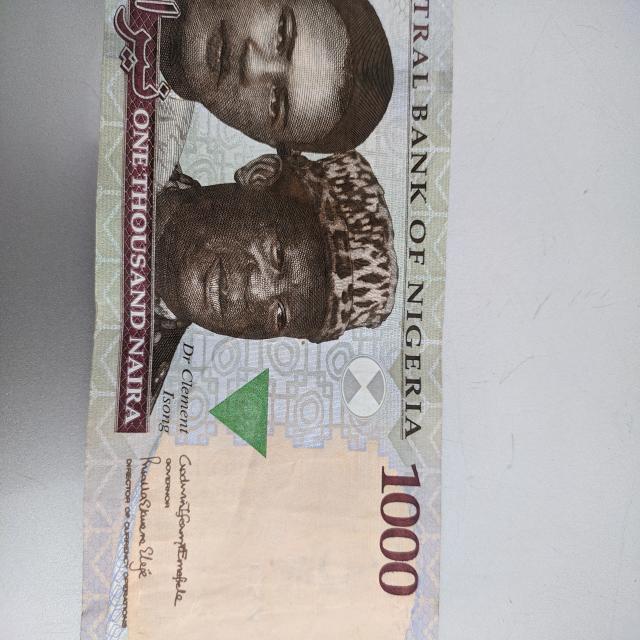 TRAL BANK OF NIGERIA
1000
Dr Clement
Isong
GOVERNOR
DIRECTOR OF CURRENCY OPERATIONS
ONE THOUSAND NAIRA